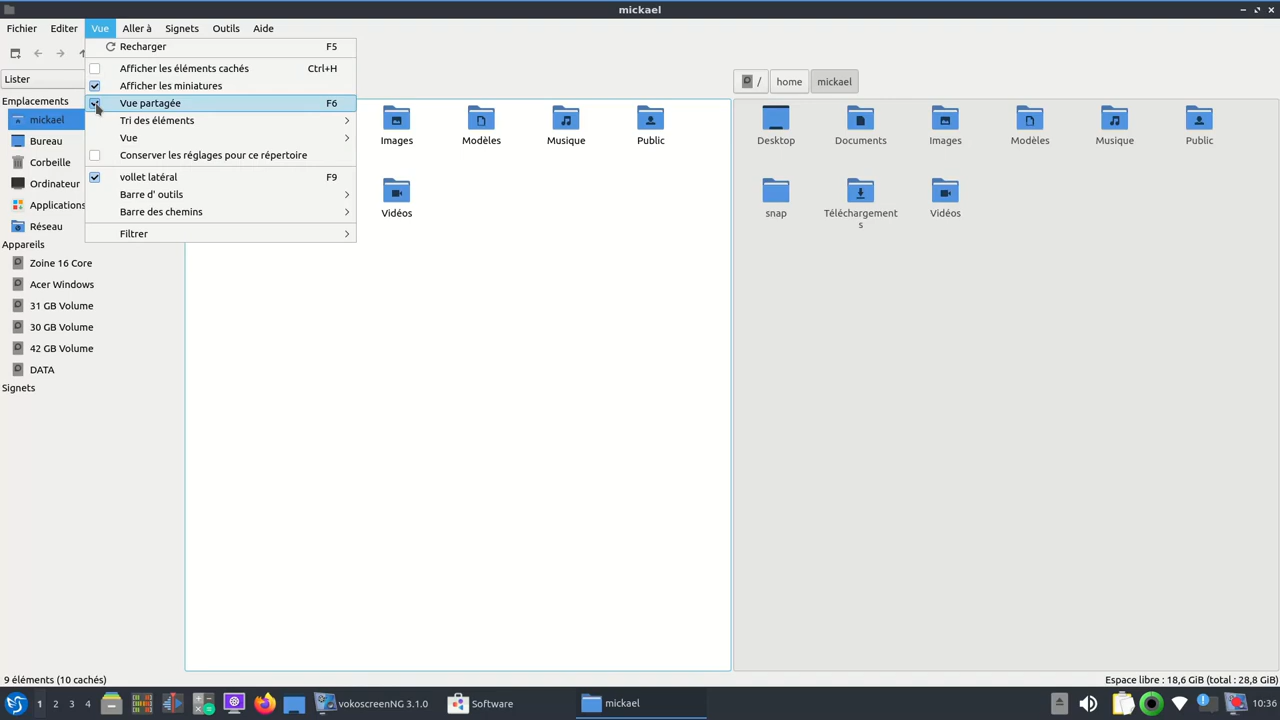 mickael
Fichier Editer Vue Aller à Signets Outils Aide
Recharger F5
Afficher les éléments cachés Ctrl+H
Afficher les miniatures
Vue partagée F6
Tri des éléments
Vue
Conserver les réglages pour ce répertoire
vollet latéral F9
Barre d' outils
Barre des chemins
Filtrer
Lister
Emplacements
mickael
Bureau
Corbeille
Ordinateur
Applications
Réseau
Appareils
Zoine 16 Core
Acer Windows
31 GB Volume
30 GB Volume
42 GB Volume
DATA
Signets
Images Modèles Musique Public
Vidéos
/ home mickael
Desktop Documents Images Modèles Musique Public
snap Téléchargement Vidéos
s
9 éléments (10 cachés) Espace libre : 18,6 GiB (total : 28,8 GiB)
1 2 3 4 vokoscreenNG 3.1.0 Software mickael 10:36